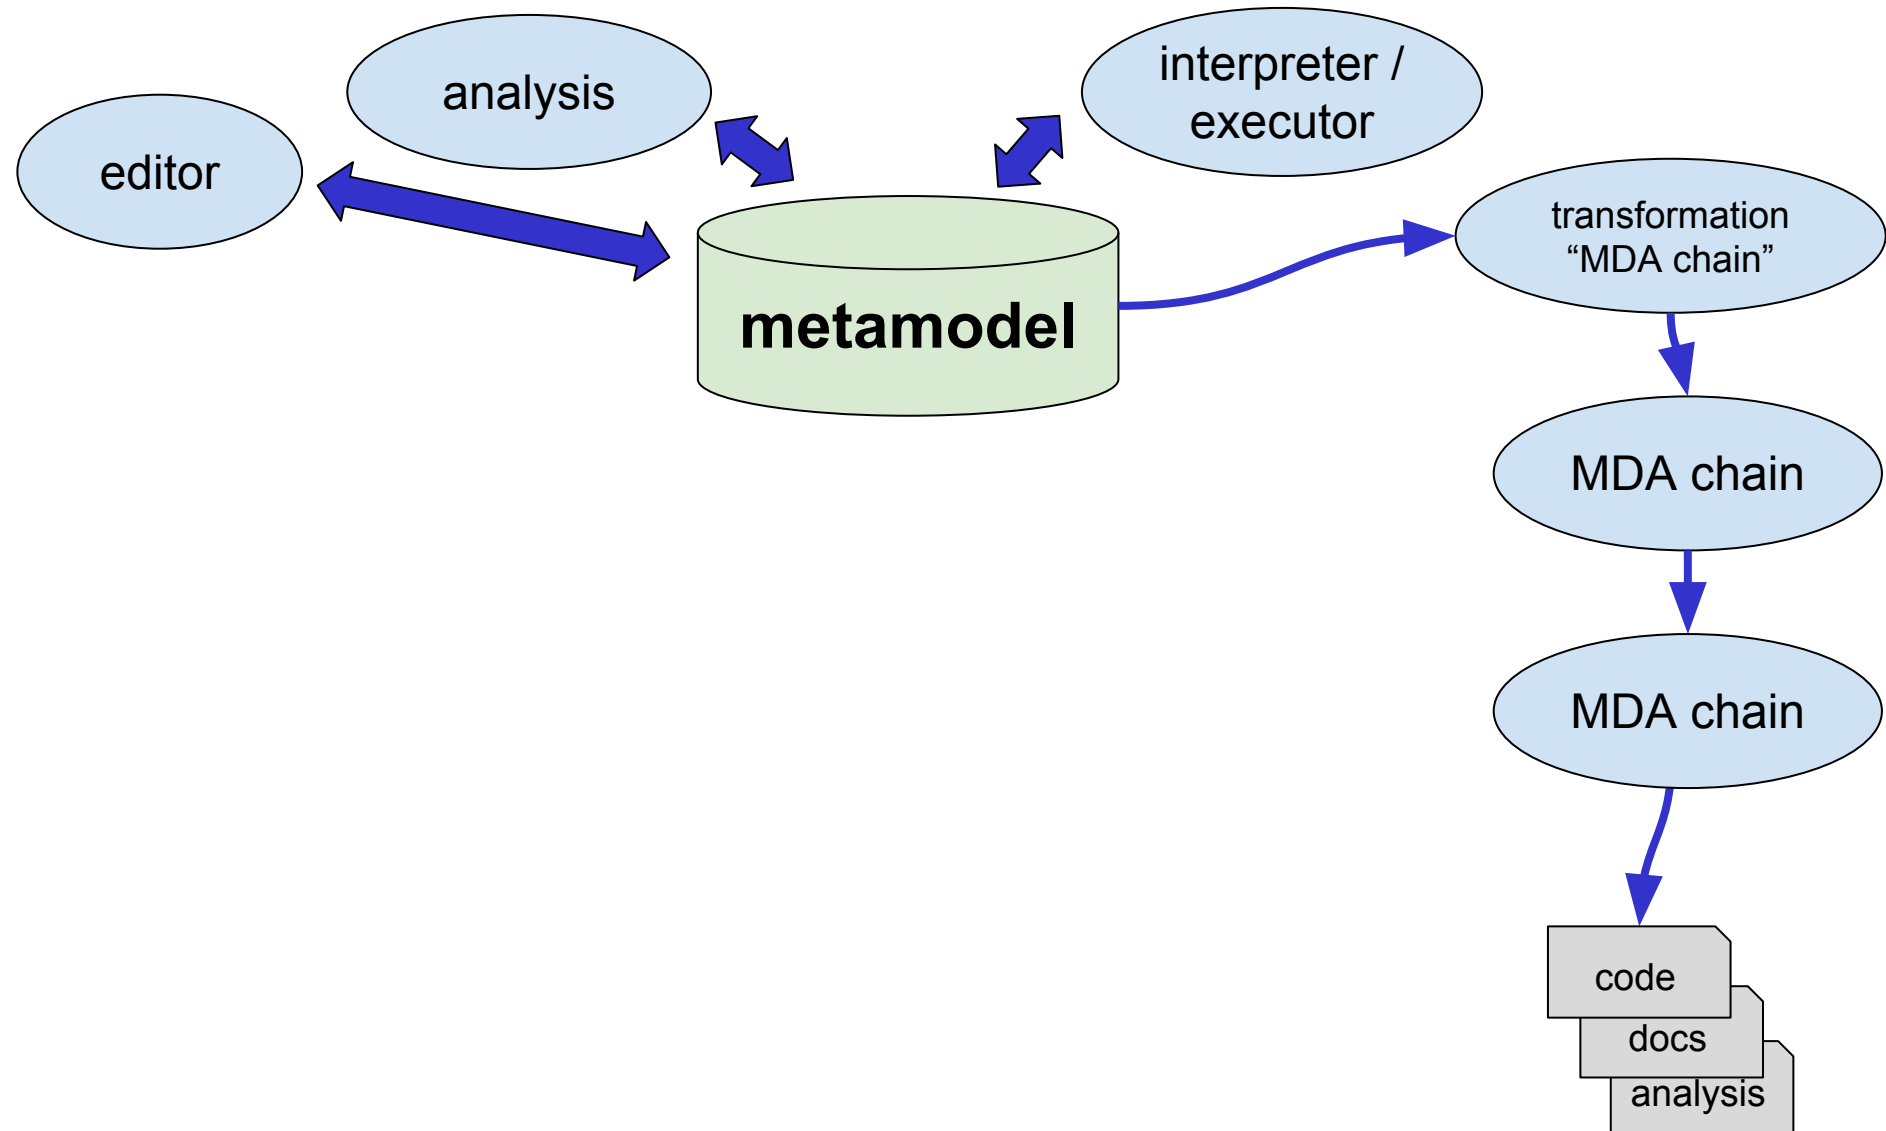 editor
analysis
interpreter /
executor
metamodel
transformation
“MDA chain”
MDA chain
MDA chain
code
docs
analysis